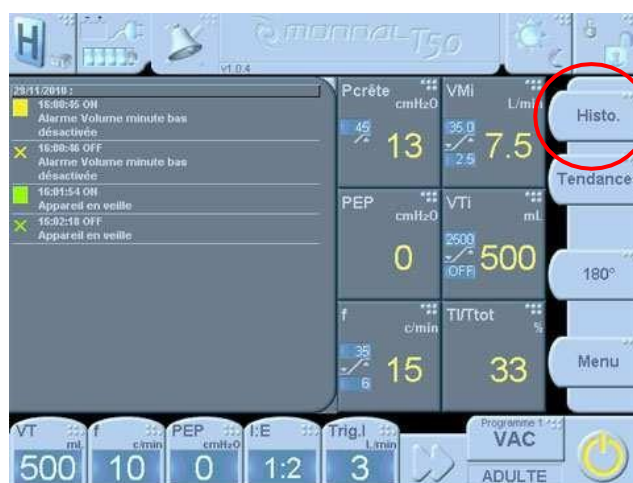 H
monnal T50
v1.0.4
29/11/2010 :
16:00:45 ON
Alarme Volume minute bas
désactivée
16:00:46 OFF
Alarme Volume minute bas
désactivée
16:01:54 ON
Appareil en veille
16:02:18 OFF
Appareil en veille
Pcrête
cmH2O
45
13
VMi
L/min
35.0
2.5
7.5
PEP
cmH2O
0
VTi
mL
2500
OFF
500
f
c/min
35
6
15
TI/Ttot
%
33
Histo.
Tendance
180°
Menu
VT
mL
500
f
c/min
10
PEP
cmH2O
0
I:E
1:2
Trig.I
L/min
3
Programme 1
VAC
ADULTE